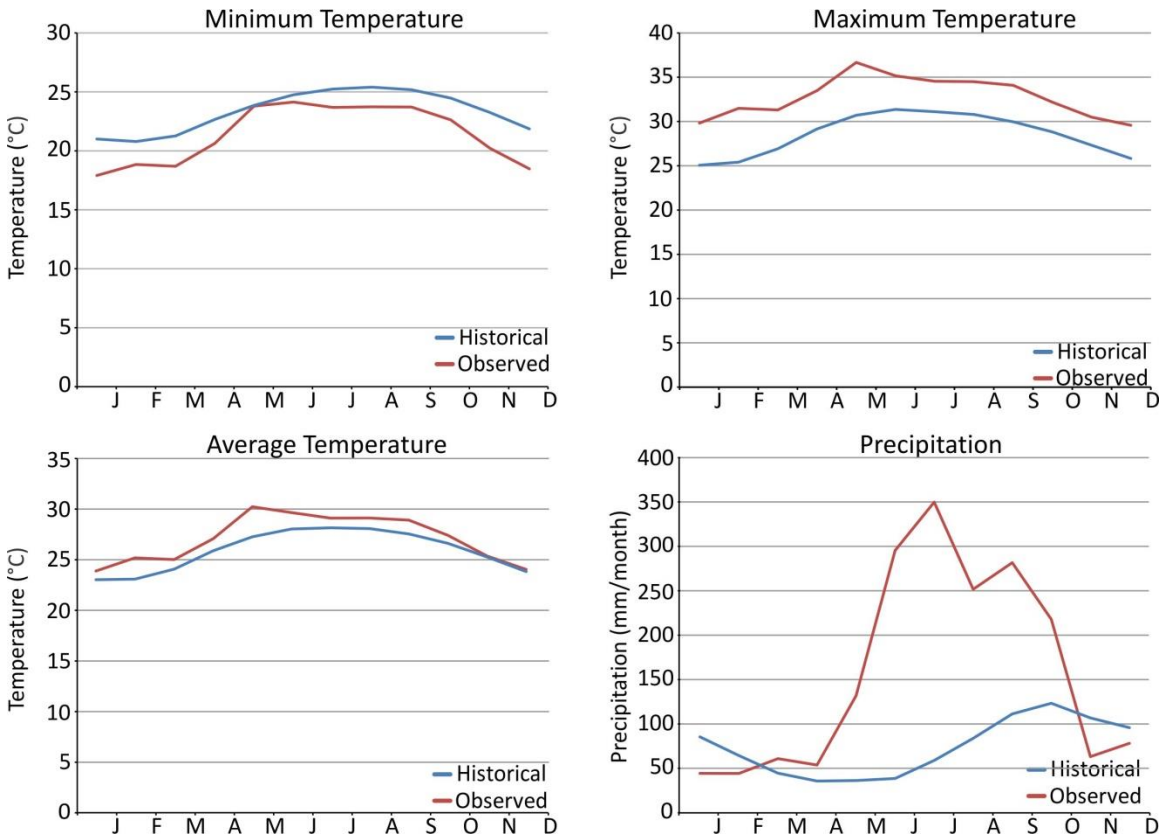 Minimum Temperature
30
25
20
15
10
5
0
Temperature (°C)
Historical
Observed
J F M A M J J A S O N D
Maximum Temperature
40
35
30
25
20
15
10
5
0
Temperature (°C)
Historical
Observed
J F M A M J J A S O N D
Average Temperature
35
30
25
20
15
10
5
0
Temperature (°C)
Historical
Observed
J F M A M J J A S O N D
Precipitation
400
350
300
250
200
150
100
50
0
Precipitation (mm/month)
Historical
Observed
J F M A M J J A S O N D